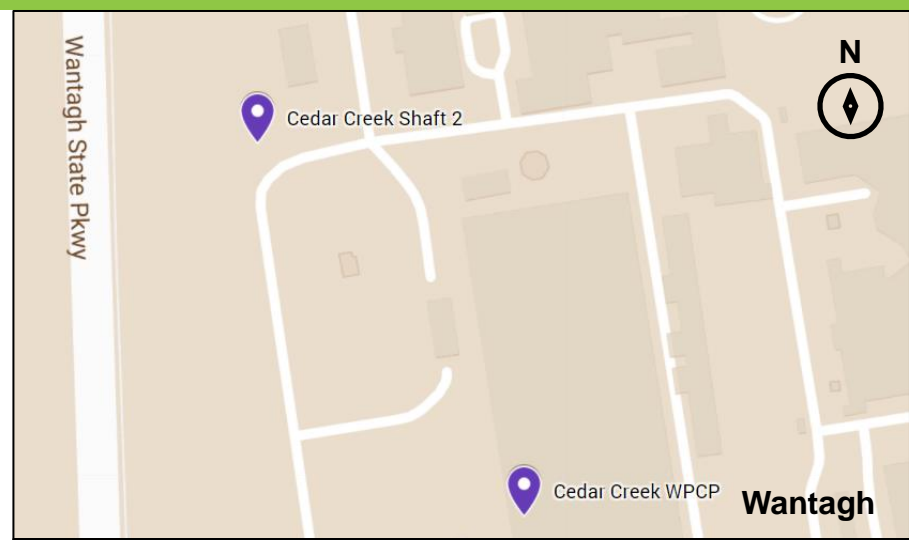 N
Wantagh State Pkwy
Cedar Creek Shaft 2
Cedar Creek WPCP
Wantagh